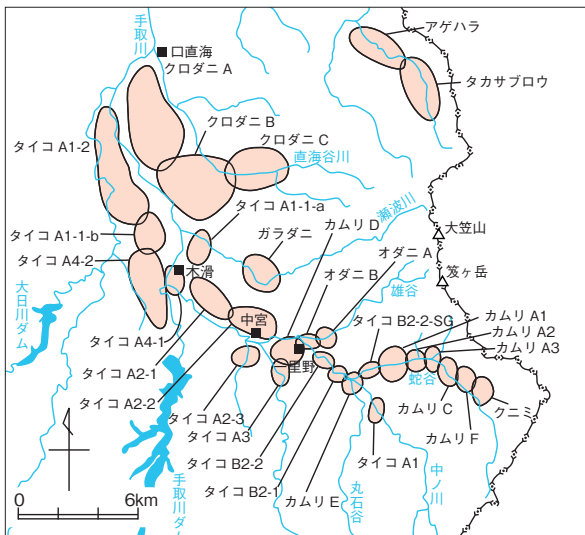 手取川
口直海
クロダニ A
アゲハラ
タカサブロウ
クロダニ B
クロダニ C
タイコ A1-2
直海谷川
瀬波川
タイコ A1-1-a
ガラダニ
カムリ D
オダニ A
大笠山
タイコ A1-1-b
オダニ B
タイコ A4-2
木滑
雄谷
笈ヶ岳
大日川ダム
タイコ B2-2-SG
カムリ A1
カムリ A2
カムリ A3
中宮
タイコ A4-1
一里野
蛇谷
タイコ A2-1
タイコ A2-2
タイコ A2-3
カムリ C
クニミ
タイコ A3
カムリ F
タイコ B2-2
タイコ A1
タイコ B2-1
カムリ E
手取川ダム
丸石谷
中ノ川
0
6km